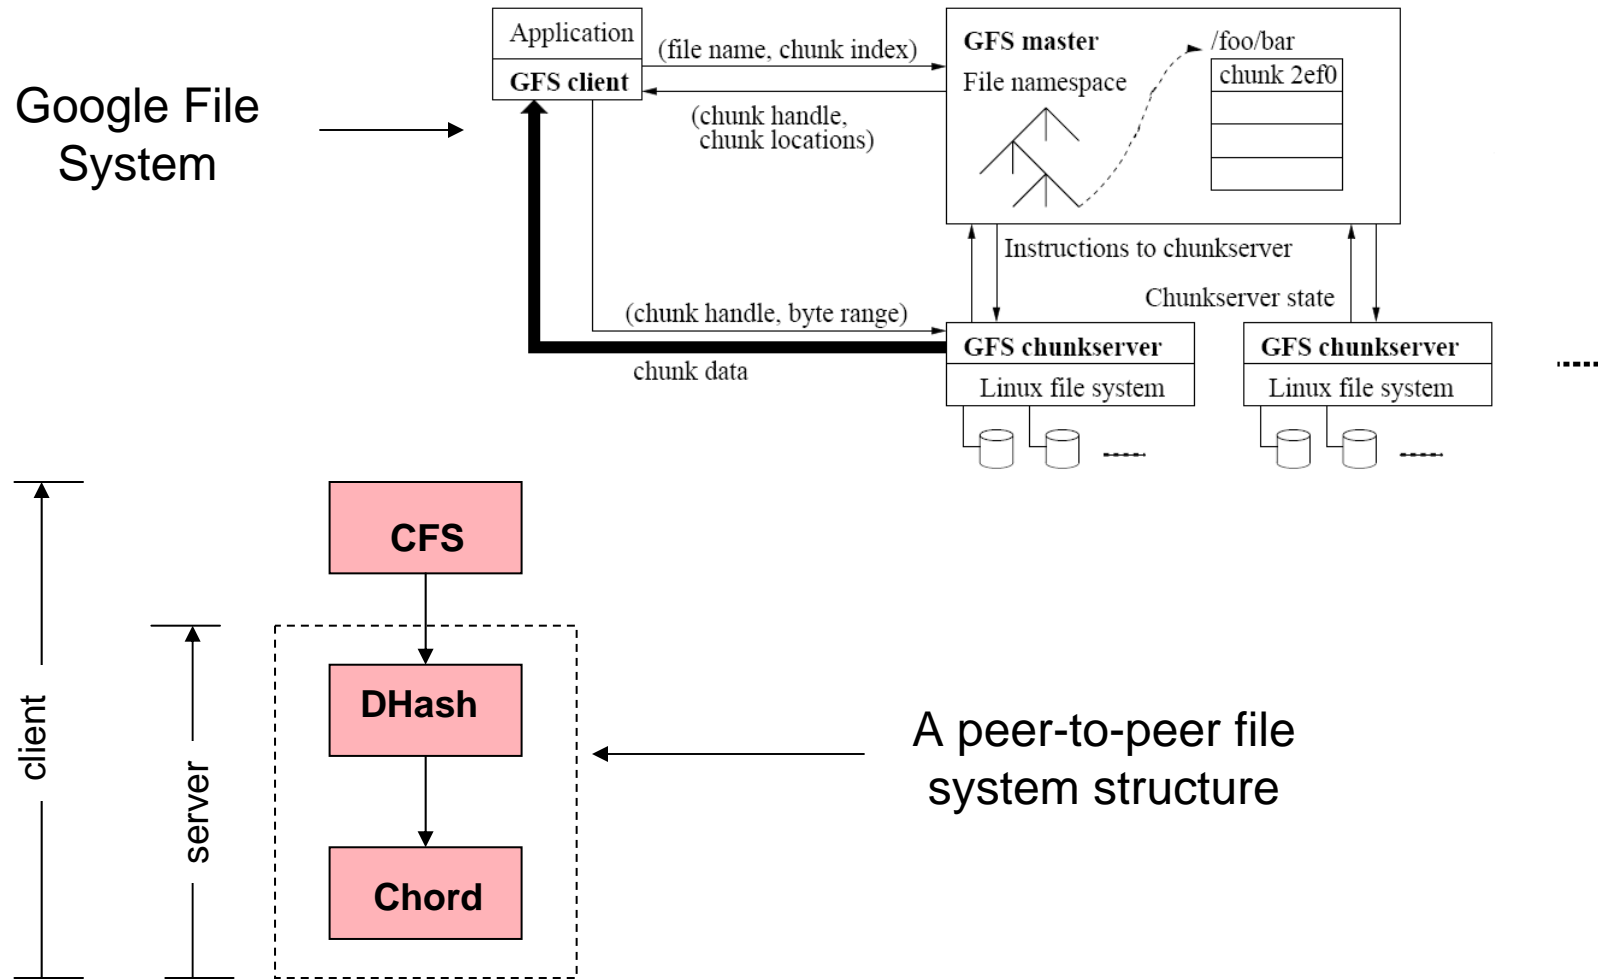 Google File
System
Application
GFS client
(file name, chunk index)
(chunk handle,
chunk locations)
GFS master
File namespace
/foo/bar
chunk 2ef0
Instructions to chunkserver
Chunkserver state
(chunk handle, byte range)
chunk data
GFS chunkserver
Linux file system
GFS chunkserver
Linux file system
client
server
CFS
DHash
Chord
A peer-to-peer file
system structure